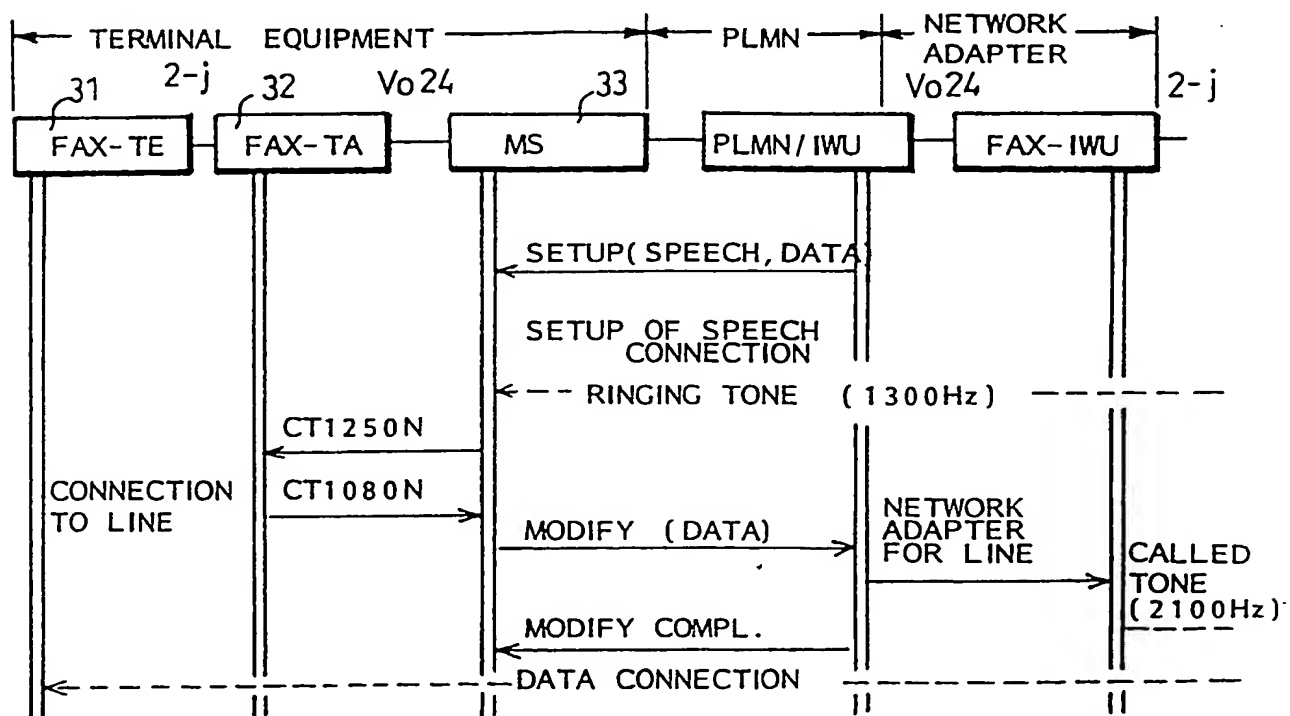 TERMINAL EQUIPMENT
PLMN
NETWORK
ADAPTER
31
2-j
32
Vo24
33
Vo24
2-j
FAX-TE
FAX-TA
MS
PLMN/IWU
FAX-IWU
SETUP(SPEECH, DATA)
SETUP OF SPEECH
CONNECTION
RINGING TONE (1300Hz)
CT1250N
CONNECTION
TO LINE
CT1080N
MODIFY (DATA)
NETWORK
ADAPTER
FOR LINE
CALLED
TONE
(2100Hz)
MODIFY COMPL.
DATA CONNECTION